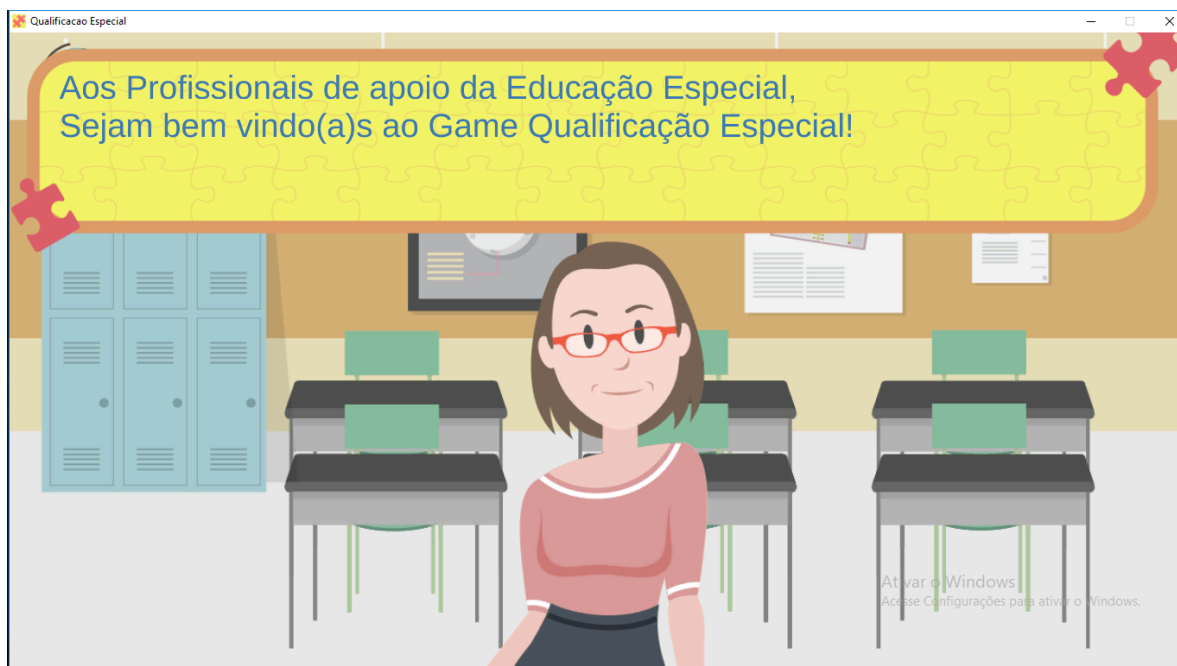 Qualificacao Especial
Aos Profissionais de apoio da Educação Especial,
Sejam bem vindo(a)s ao Game Qualificação Especial!
Ativar o Windows
Acesse Configurações para ativar o Windows.